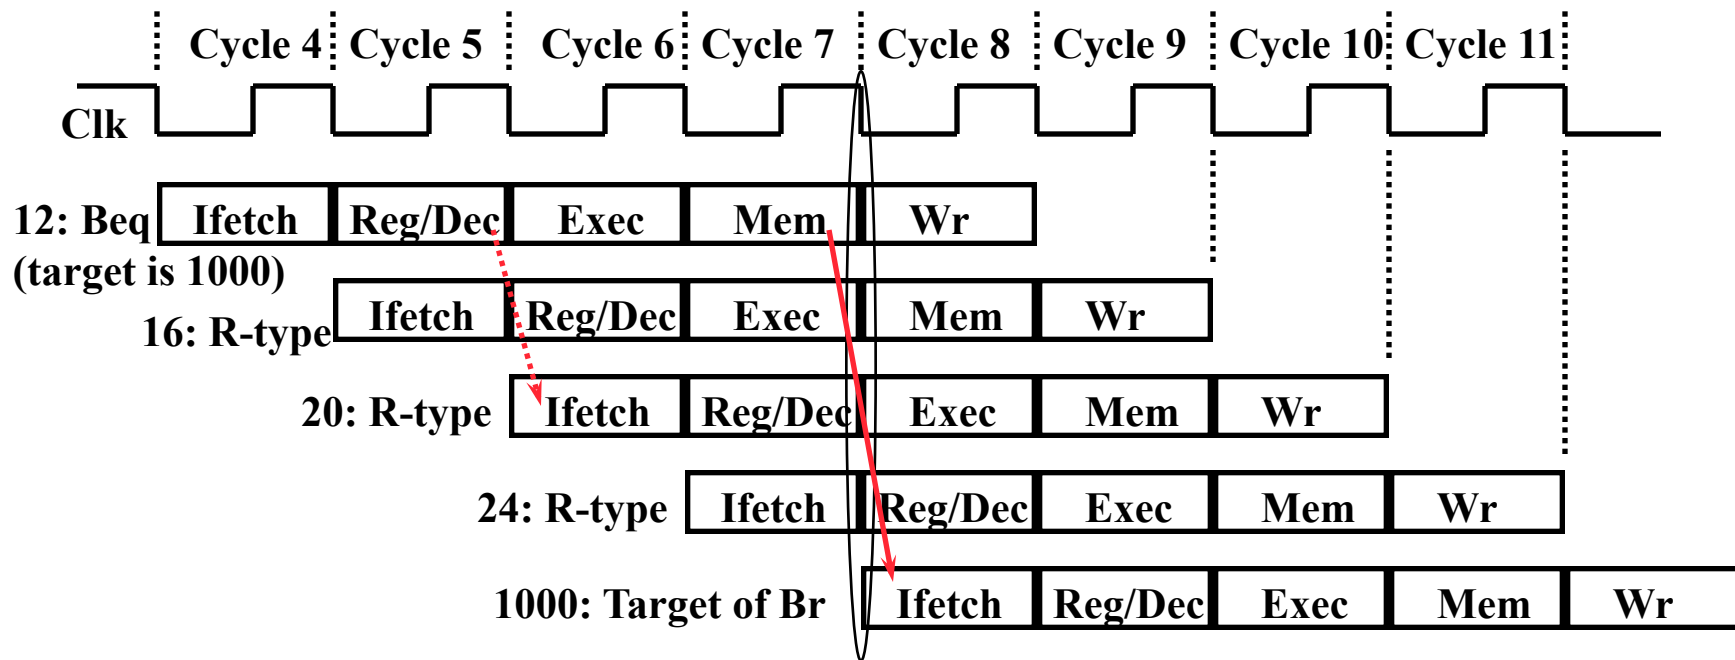 Cycle 4 Cycle 5 Cycle 6 Cycle 7 Cycle 8 Cycle 9 Cycle 10 Cycle 11
Clk
12: Beq Ifetch Reg/Dec Exec Mem Wr
(target is 1000)
16: R-type Ifetch Reg/Dec Exec Mem Wr
20: R-type Ifetch Reg/Dec Exec Mem Wr
24: R-type Ifetch Reg/Dec Exec Mem Wr
1000: Target of Br Ifetch Reg/Dec Exec Mem Wr